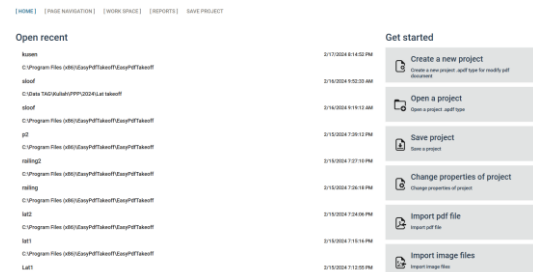 [HOME] [PAGE NAVIGATION] [WORK SPACE] [REPORTS] SAVE PROJECT
Open recent
kusen 2/17/2024 8:14:52 PM
C:\Program Files (x86)\EasyPdfTakeoff\EasyPdfTakeoff
sloof 2/16/2024 9:52:33 AM
C:\Data TAG\Kuliah\PPP\2024\Lat takeoff
sloof 2/16/2024 9:19:12 AM
C:\Program Files (x86)\EasyPdfTakeoff\EasyPdfTakeoff
p2 2/15/2024 7:39:12 PM
C:\Program Files (x86)\EasyPdfTakeoff\EasyPdfTakeoff
railing2 2/15/2024 7:27:10 PM
C:\Program Files (x86)\EasyPdfTakeoff\EasyPdfTakeoff
railing 2/15/2024 7:26:18 PM
C:\Program Files (x86)\EasyPdfTakeoff\EasyPdfTakeoff
lat2 2/15/2024 7:24:06 PM
C:\Program Files (x86)\EasyPdfTakeoff\EasyPdfTakeoff
lat1 2/15/2024 7:15:16 PM
C:\Program Files (x86)\EasyPdfTakeoff\EasyPdfTakeoff
Lat1 2/15/2024 7:12:55 PM
Get started
Create a new project
Create a new project .apdf type for modify pdf
document
Open a project
Open a project .apdf type
Save project
Save a project
Change properties of project
Change properties of project
Import pdf file
Import pdf file
Import image files
Import image files